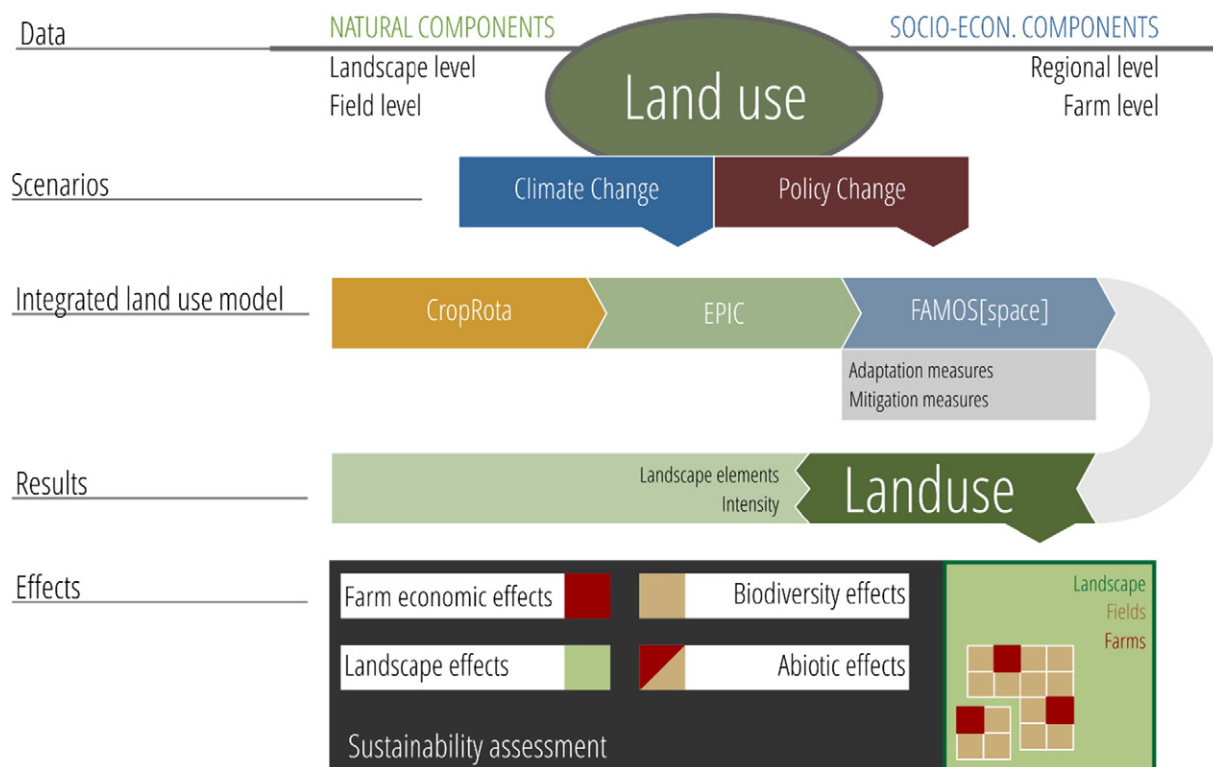 Data
NATURAL COMPONENTS
SOCIO-ECON. COMPONENTS
Landscape level
Field level
Land use
Regional level
Farm level
Scenarios
Climate Change
Policy Change
Integrated land use model
CropRota
EPIC
FAMOS[space]
Adaptation measures
Mitigation measures
Results
Landscape elements
Intensity
Landuse
Effects
Farm economic effects
Biodiversity effects
Landscape effects
Abiotic effects
Sustainability assessment
Landscape
Fields
Farms